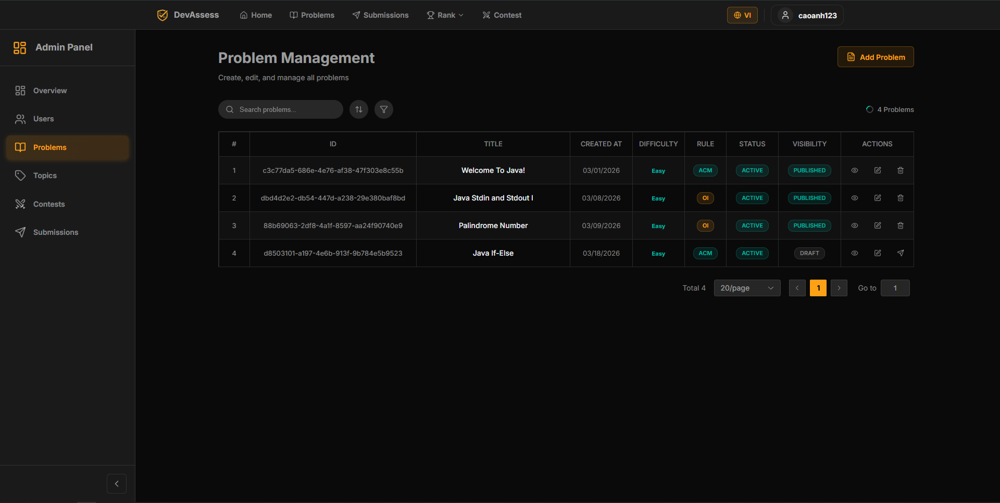 DevAssess Home Problems Submissions Rank Contest VI caoanh123
Admin Panel
Overview
Users
Problems
Topics
Contests
Submissions
Problem Management
Add Problem
Create, edit, and manage all problems
Search problems...
4 Problems
# ID TITLE CREATED AT DIFFICULTY RULE STATUS VISIBILITY ACTIONS
1 c3c77da5-686e-4e76-af38-47f303e8c55b Welcome To Java! 03/01/2026 Easy ACM ACTIVE PUBLISHED
2 dbd4d2e2-db54-447d-a238-29e380baf8bd Java Stdin and Stdout I 03/08/2026 Easy OI ACTIVE PUBLISHED
3 88b69063-2df8-4a1f-8597-aa24f90740e9 Palindrome Number 03/09/2026 Easy OI ACTIVE PUBLISHED
4 d8503101-a197-4e6b-913f-9b784e5b9523 Java If-Else 03/18/2026 Easy ACM ACTIVE DRAFT
Total 4 20/page 1 Go to 1